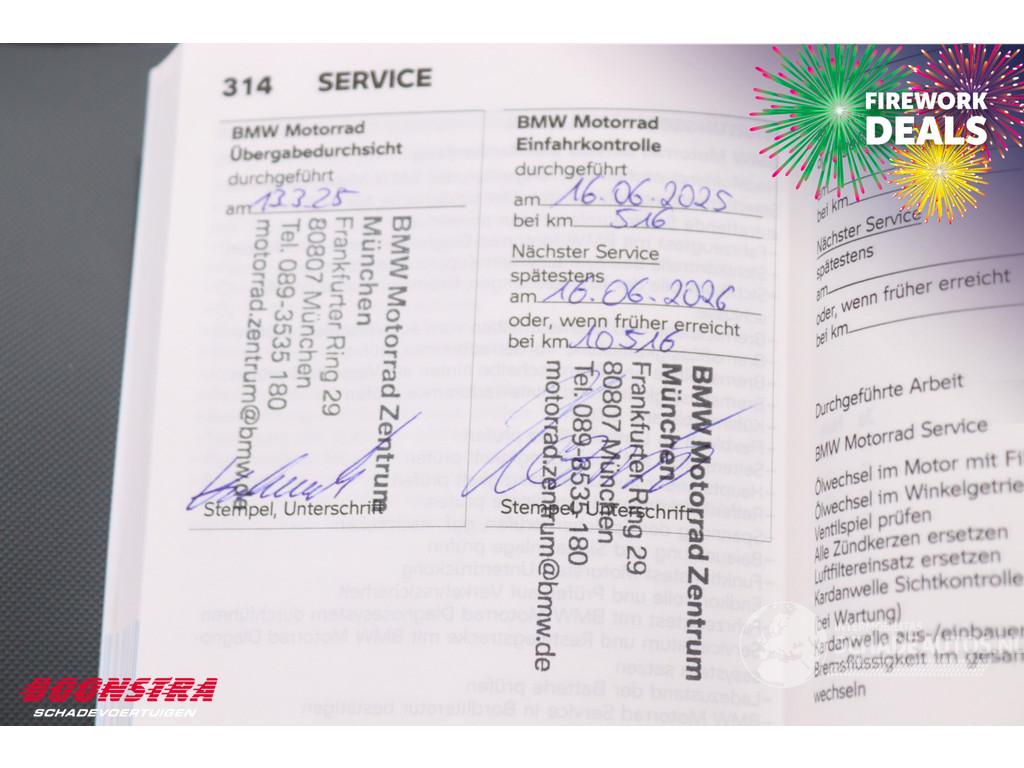 314 SERVICE
BMW Motorrad
Übergabedurchsicht
durchgeführt
am 13.3.25
BMW Motorrad Zentrum
München
Frankfurter Ring 29
80807 München
Tel. 089-3535 180
motorrad.zentrum@bmw.de
Stempel, Unterschrift
BMW Motorrad
Einfahrkontrolle
durchgeführt
am 16.06.2025
bei km 516
Nächster Service
spätestens
am 16.06.2026
oder, wenn früher erreicht
bei km 10516
BMW Motorrad Zentrum
München
Frankfurter Ring 29
80807 München
Tel. 089-3535 180
motorrad.zentrum@bmw.de
Stempel, Unterschrift
FIREWORK
DEALS
am
bei km
Nächster Service
spätestens
am
oder, wenn früher erreicht
bei km
Durchgeführte Arbeit
BMW Motorrad Service
Ölwechsel im Motor mit Fi
Ölwechsel im Winkelgetrie
Ventilspiel prüfen
Alle Zündkerzen ersetzen
Luftfiltereinsatz ersetzen
Kardanwelle Sichtkontrolle
(bei Wartung)
Kardanwelle aus-/einbauen
Bremsflüssigkeit im gesam
wechseln
BOONSTRA
SCHADEVOERTUIGEN